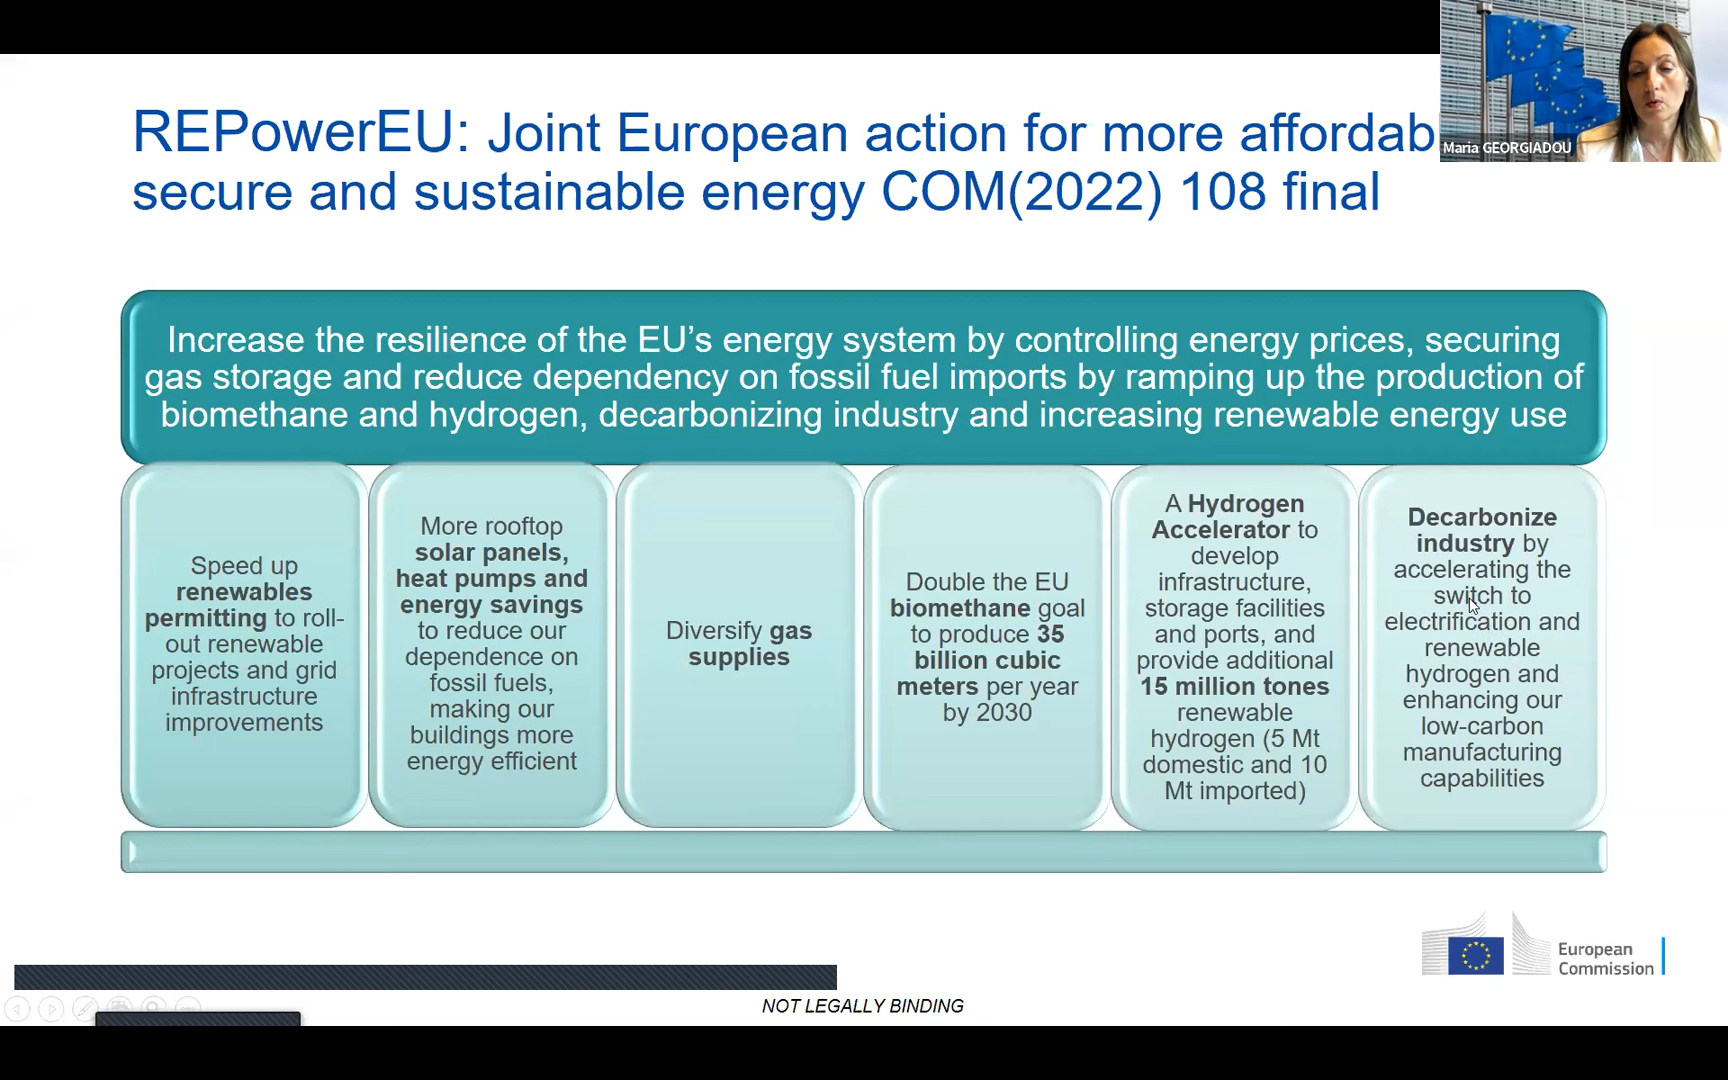 REPowerEU: Joint European action for more affordab
secure and sustainable energy COM(2022) 108 final
Maria GEORGIADOU
Increase the resilience of the EU’s energy system by controlling energy prices, securing
gas storage and reduce dependency on fossil fuel imports by ramping up the production of
biomethane and hydrogen, decarbonizing industry and increasing renewable energy use
Speed up
renewables
permitting to roll-
out renewable
projects and grid
infrastructure
improvements
More rooftop
solar panels,
heat pumps and
energy savings
to reduce our
dependence on
fossil fuels,
making our
buildings more
energy efficient
Diversify gas
supplies
Double the EU
biomethane goal
to produce 35
billion cubic
meters per year
by 2030
A Hydrogen
Accelerator to
develop
infrastructure,
storage facilities
and ports, and
provide additional
15 million tones
renewable
hydrogen (5 Mt
domestic and 10
Mt imported)
Decarbonize
industry by
accelerating the
switch to
electrification and
renewable
hydrogen and
enhancing our
low-carbon
manufacturing
capabilities
European
Commission
NOT LEGALLY BINDING